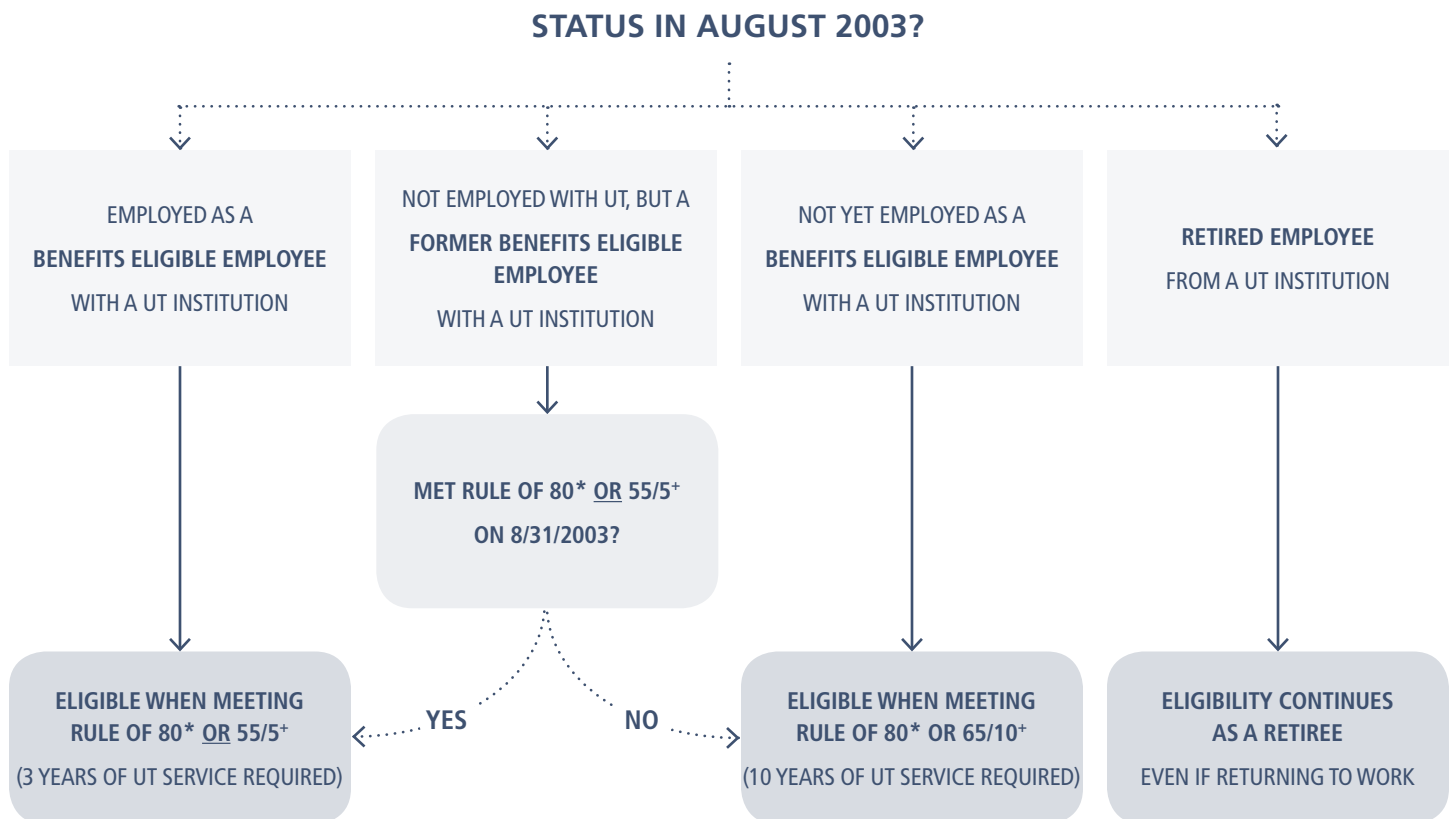 STATUS IN AUGUST 2003?
EMPLOYED AS A
BENEFITS ELIGIBLE EMPLOYEE
WITH A UT INSTITUTION
NOT EMPLOYED WITH UT, BUT A
FORMER BENEFITS ELIGIBLE
EMPLOYEE
WITH A UT INSTITUTION
NOT YET EMPLOYED AS A
BENEFITS ELIGIBLE EMPLOYEE
WITH A UT INSTITUTION
RETIRED EMPLOYEE
FROM A UT INSTITUTION
MET RULE OF 80* OR 55/5+
ON 8/31/2003?
YES
NO
ELIGIBLE WHEN MEETING
RULE OF 80* OR 55/5+
(3 YEARS OF UT SERVICE REQUIRED)
ELIGIBLE WHEN MEETING
RULE OF 80* OR 65/10+
(10 YEARS OF UT SERVICE REQUIRED)
ELIGIBILITY CONTINUES
AS A RETIREE
EVEN IF RETURNING TO WORK